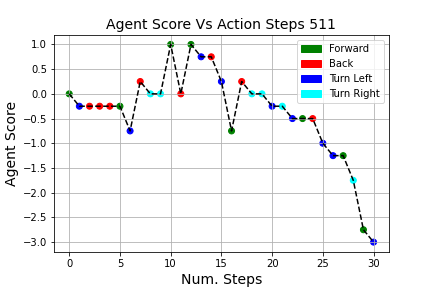 Agent Score Vs Action Steps 511
Agent Score
1.0
0.5
0.0
−0.5
−1.0
−1.5
−2.0
−2.5
−3.0
Forward
Back
Turn Left
Turn Right
0 5 10 15 20 25 30
Num. Steps